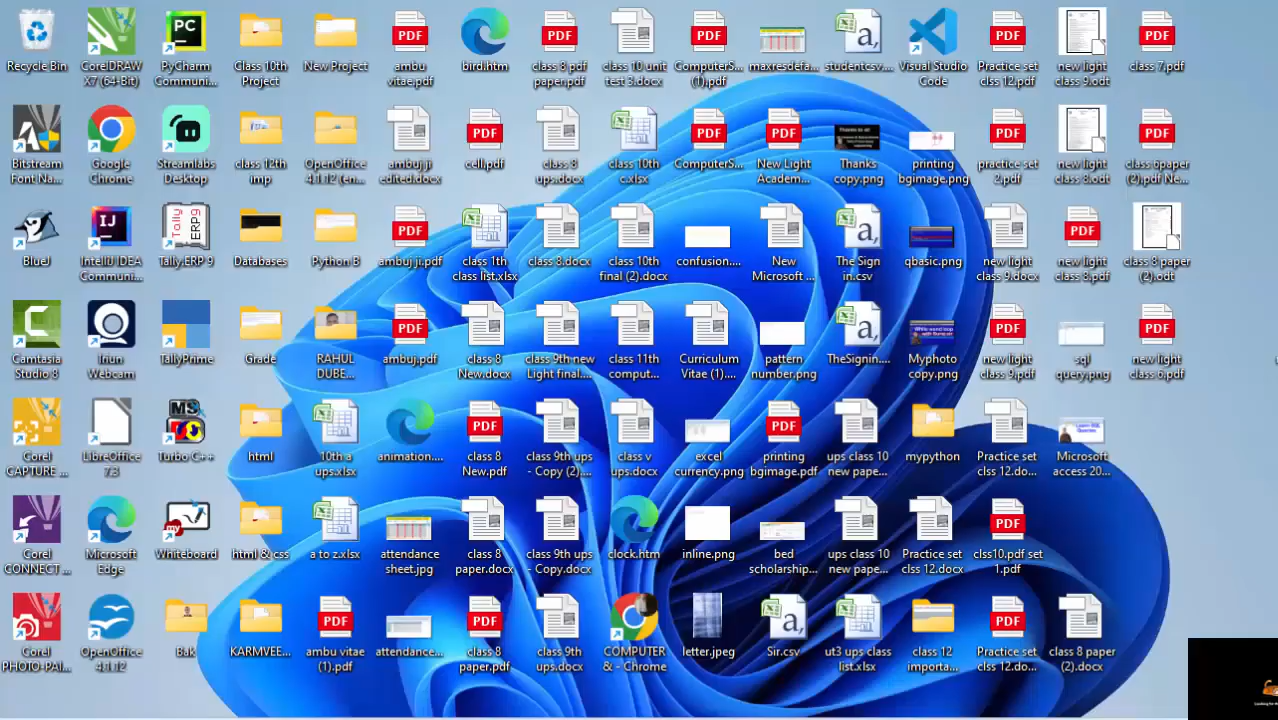 Recycle Bin
CorelDRAW
X7 (64-Bit)
PyCharm
Communi...
Class 10th
Project
New Project
ambu
vitae.pdf
bird.htm
class 8 pdf
paper.pdf
class 10 unit
test 8.docx
ComputerS...
(1).pdf
maxresdefa...
studentcsv....
Visual Studio
Code
Practice set
clss 12.pdf
new light
class 9.odt
class 7.pdf
Bitstream
Font Na...
Google
Chrome
Streamlabs
Desktop
class 12th
imp
OpenOffice
4.1.12 (en...
ambuj ji
edited.docx
cell.pdf
class 8
ups.docx
class 10th
c.xlsx
ComputerS...
New Light
Academ...
Thanks
copy.png
printing
bgimage.png
practice set
2.pdf
new light
class 8.odt
class 6paper
(2).pdf Ne...
BlueJ
IntelliJ IDEA
Communi...
Tally.ERP 9
Databases
Python B
ambuj ji.pdf
class 1th
class list.xlsx
class 8.docx
class 10th
final (2).docx
confusion....
New
Microsoft ...
The Sign
in.csv
qbasic.png
new light
class 9.docx
new light
class 8.pdf
class 8 paper
(2).odt
Camtasia
Studio 8
Iriun
Webcam
TallyPrime
Grade
RAHUL
DUBE...
ambuj.pdf
class 8
New.docx
class 9th new
Light final....
class 11th
comput...
Curriculum
Vitae (1)....
pattern
number.png
TheSignin....
Myphoto
copy.png
new light
class 9.pdf
sql
query.png
new light
class 6.pdf
Corel
CAPTURE ...
LibreOffice
7.3
Turbo C++
html
10th a
ups.xlsx
animation....
class 8
New.pdf
class 9th ups
- Copy (2)....
class v
ups.docx
excel
currency.png
printing
bgimage.pdf
ups class 10
new pape...
mypython
Practice set
clss 12.do...
Microsoft
access 20...
Corel
CONNECT ...
Microsoft
Edge
Whiteboard
html & css
a to z.xlsx
attendance
sheet.jpg
class 8
paper.docx
class 9th ups
- Copy.docx
clock.htm
inline.png
bed
scholarship...
ups class 10
new pape...
Practice set
clss 12.docx
clss10.pdf set
1.pdf
Corel
PHOTO-PAI...
OpenOffice
4.1.12
Bak
KARMVEE...
ambu vitae
(1).pdf
attendance...
class 8
paper.pdf
class 9th
ups.docx
COMPUTER
& - Chrome
letter.jpeg
Sir.csv
ut3 ups class
list.xlsx
class 12
importa...
Practice set
clss 12.do...
class 8 paper
(2).docx